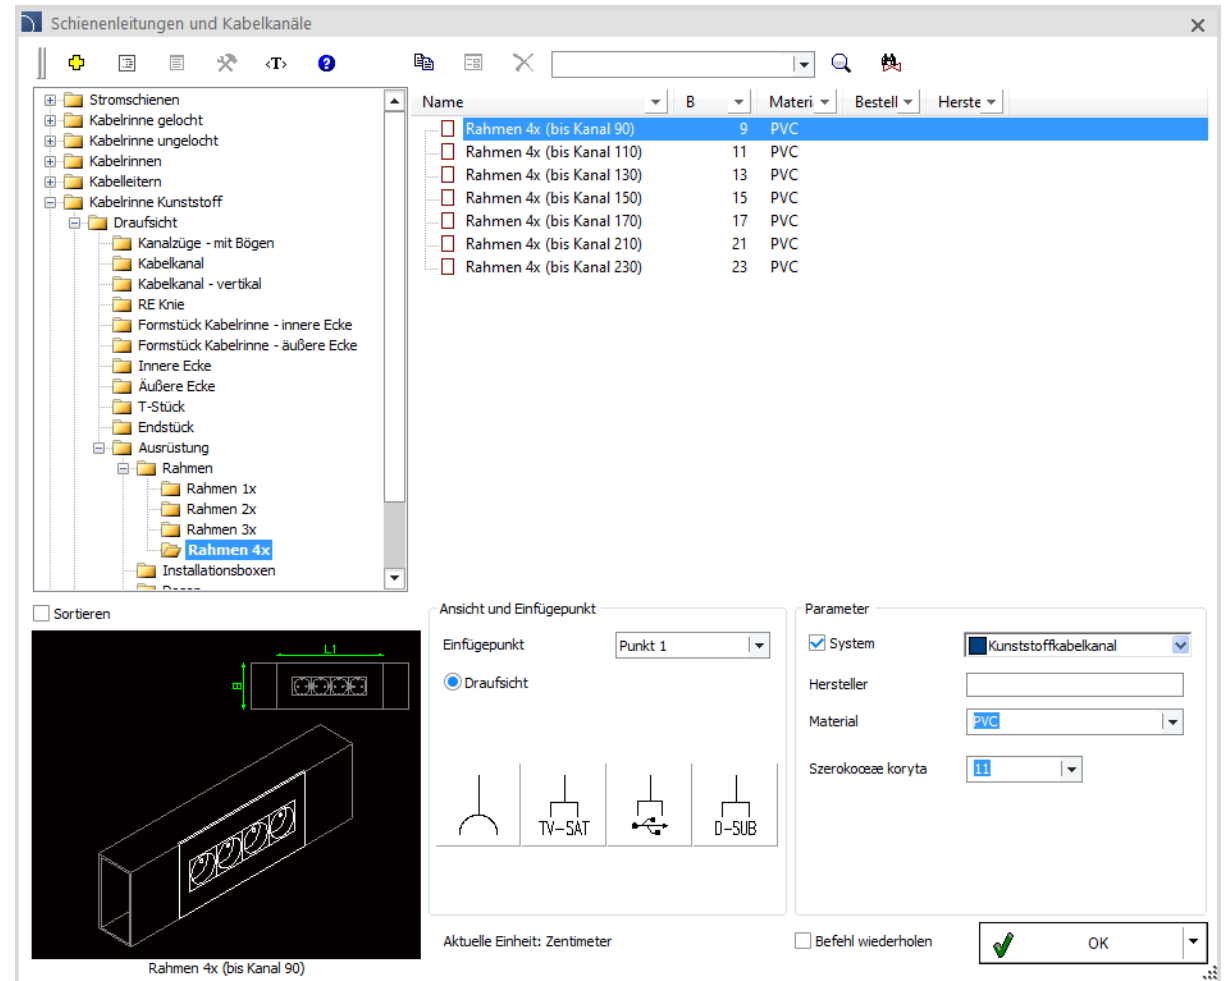 Schienenleitungen und Kabelkanäle
‹T›
?
Stromschienen
Kabelrinne gelocht
Kabelrinne ungelocht
Kabelrinnen
Kabelleitern
Kabelrinne Kunststoff
Draufsicht
Kanalzüge - mit Bögen
Kabelkanal
Kabelkanal - vertikal
RE Knie
Formstück Kabelrinne - innere Ecke
Formstück Kabelrinne - äußere Ecke
Innere Ecke
Äußere Ecke
T-Stück
Endstück
Ausrüstung
Rahmen
Rahmen 1x
Rahmen 2x
Rahmen 3x
Rahmen 4x
Installationsboxen
Name B Materi Bestell Herste
Rahmen 4x (bis Kanal 90) 9 PVC
Rahmen 4x (bis Kanal 110) 11 PVC
Rahmen 4x (bis Kanal 130) 13 PVC
Rahmen 4x (bis Kanal 150) 15 PVC
Rahmen 4x (bis Kanal 170) 17 PVC
Rahmen 4x (bis Kanal 210) 21 PVC
Rahmen 4x (bis Kanal 230) 23 PVC
Sortieren
L1
B
Rahmen 4x (bis Kanal 90)
Ansicht und Einfügepunkt
Einfügepunkt Punkt 1
Draufsicht
TV-SAT D-SUB
Aktuelle Einheit: Zentimeter
Parameter
System Kunststoffkabelkanal
Hersteller
Material PVC
Szerokoœæ koryta 11
Befehl wiederholen OK